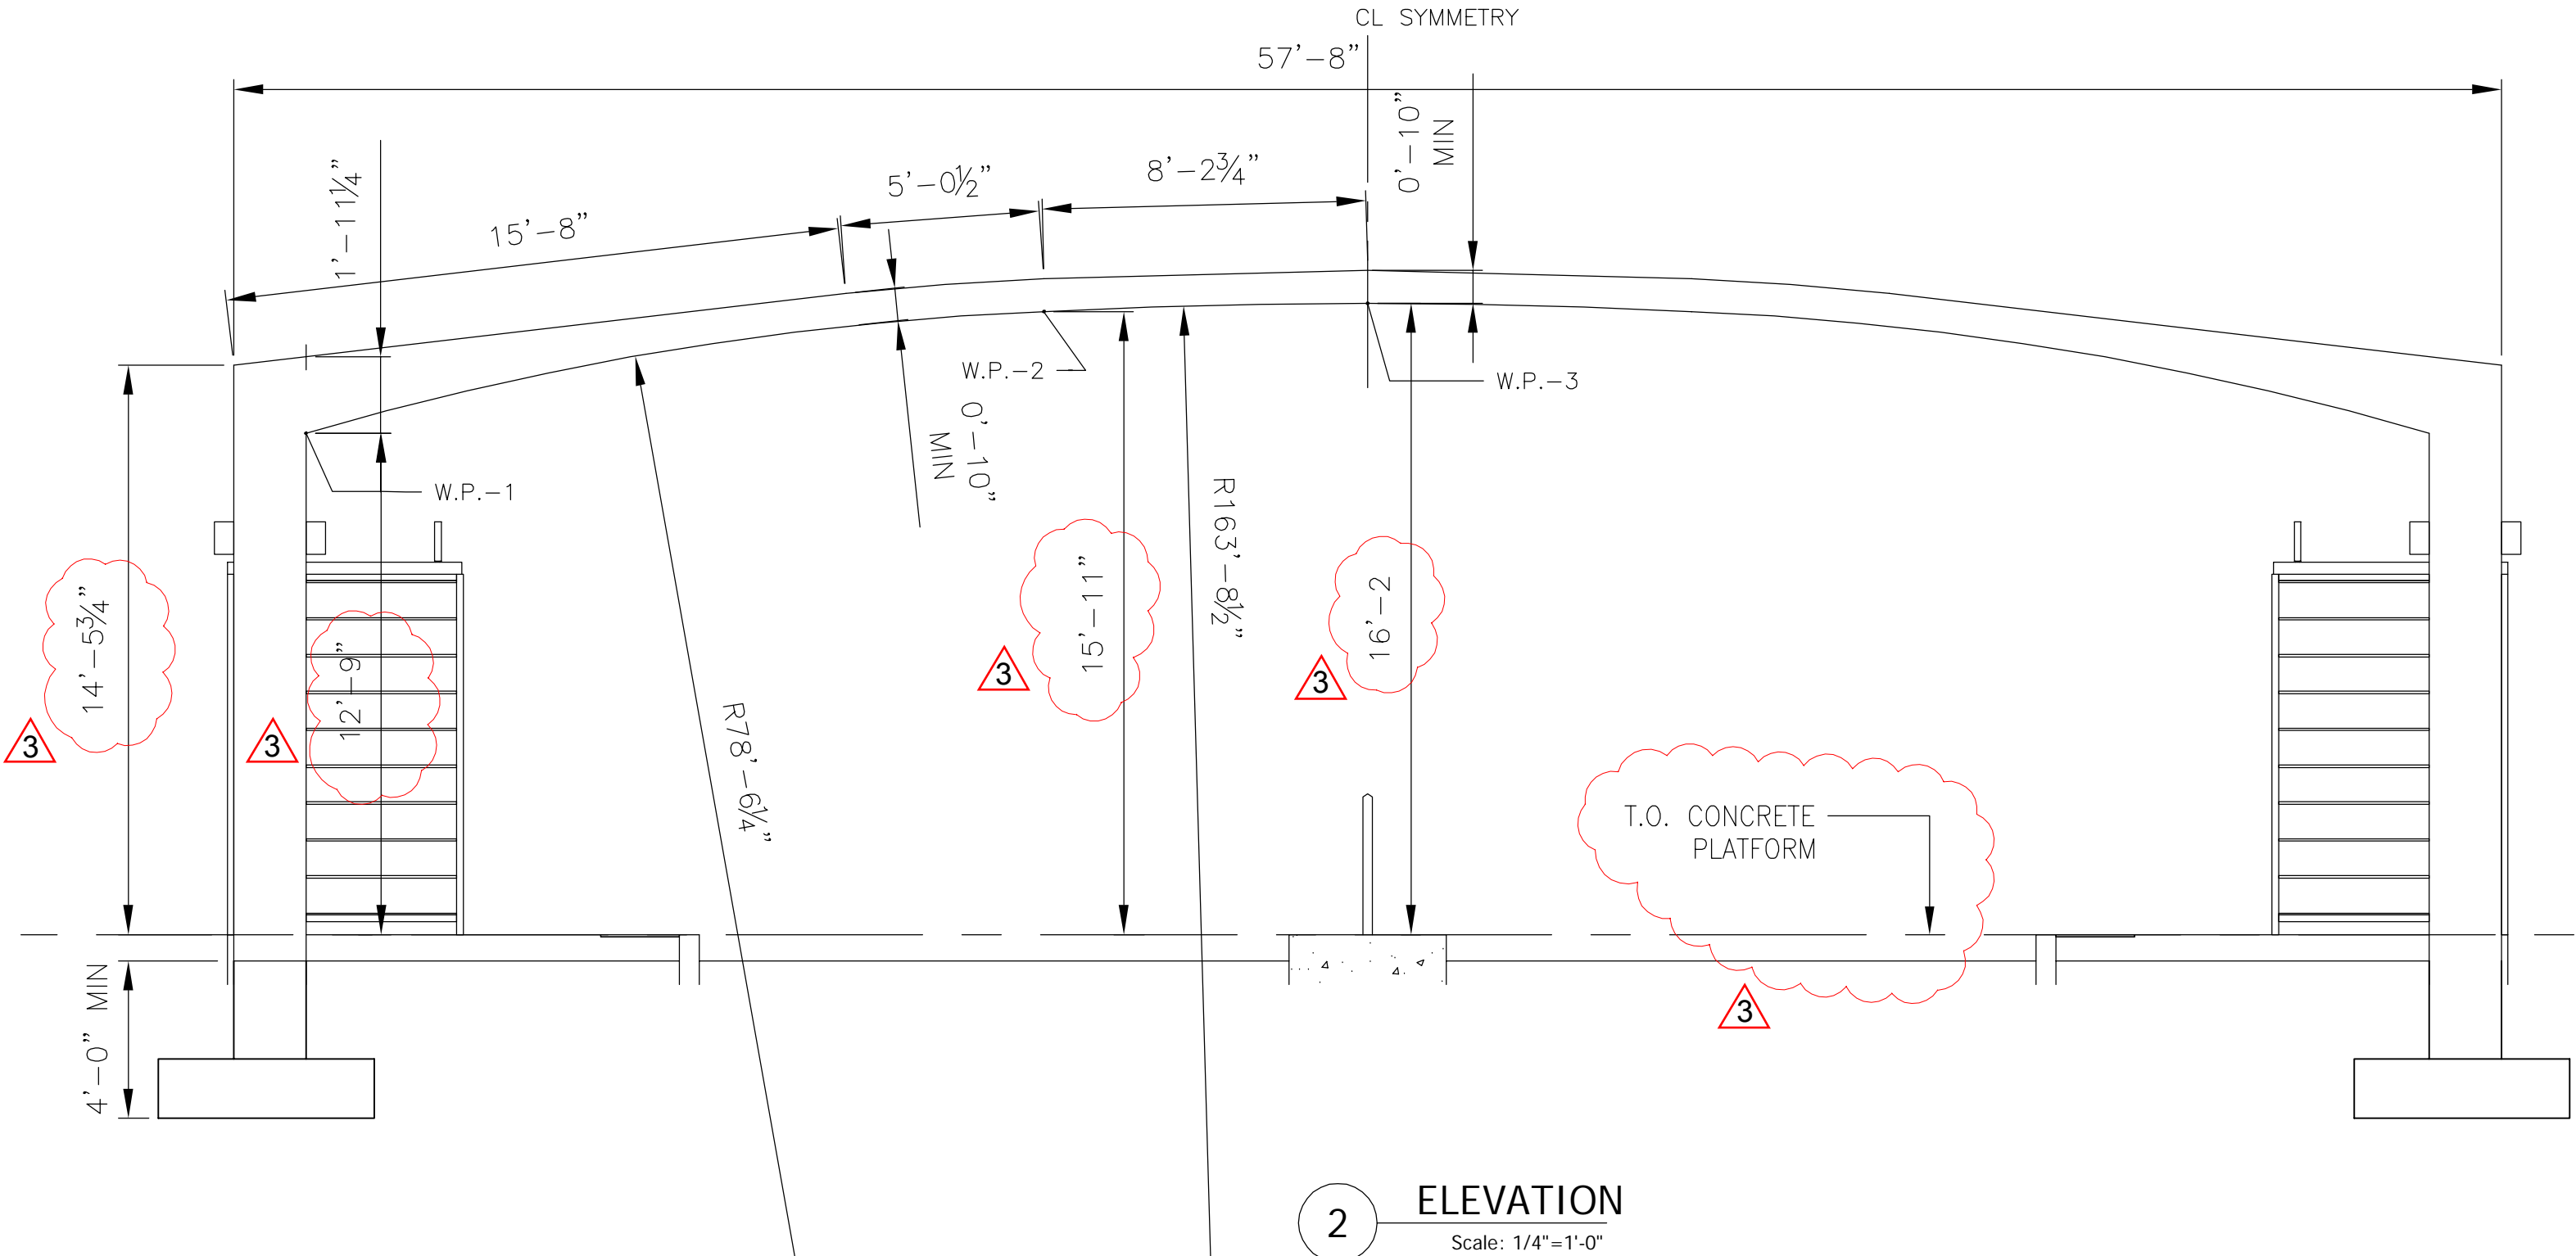 CL SYMMETRY
57'-8"
0'-10"
MIN
1'-11¼"
15'-8"
5'-0½"
8'-2¾"
W.P.-2
W.P.-3
0'-10"
MIN
W.P.-1
R163'-8½"
14'-5¾"
12'-9"
15'-11"
16'-2
3
3
3
3
R78'-6¼"
T.O. CONCRETE
PLATFORM
3
4'-0" MIN
2
ELEVATION
Scale: 1/4"=1'-0"